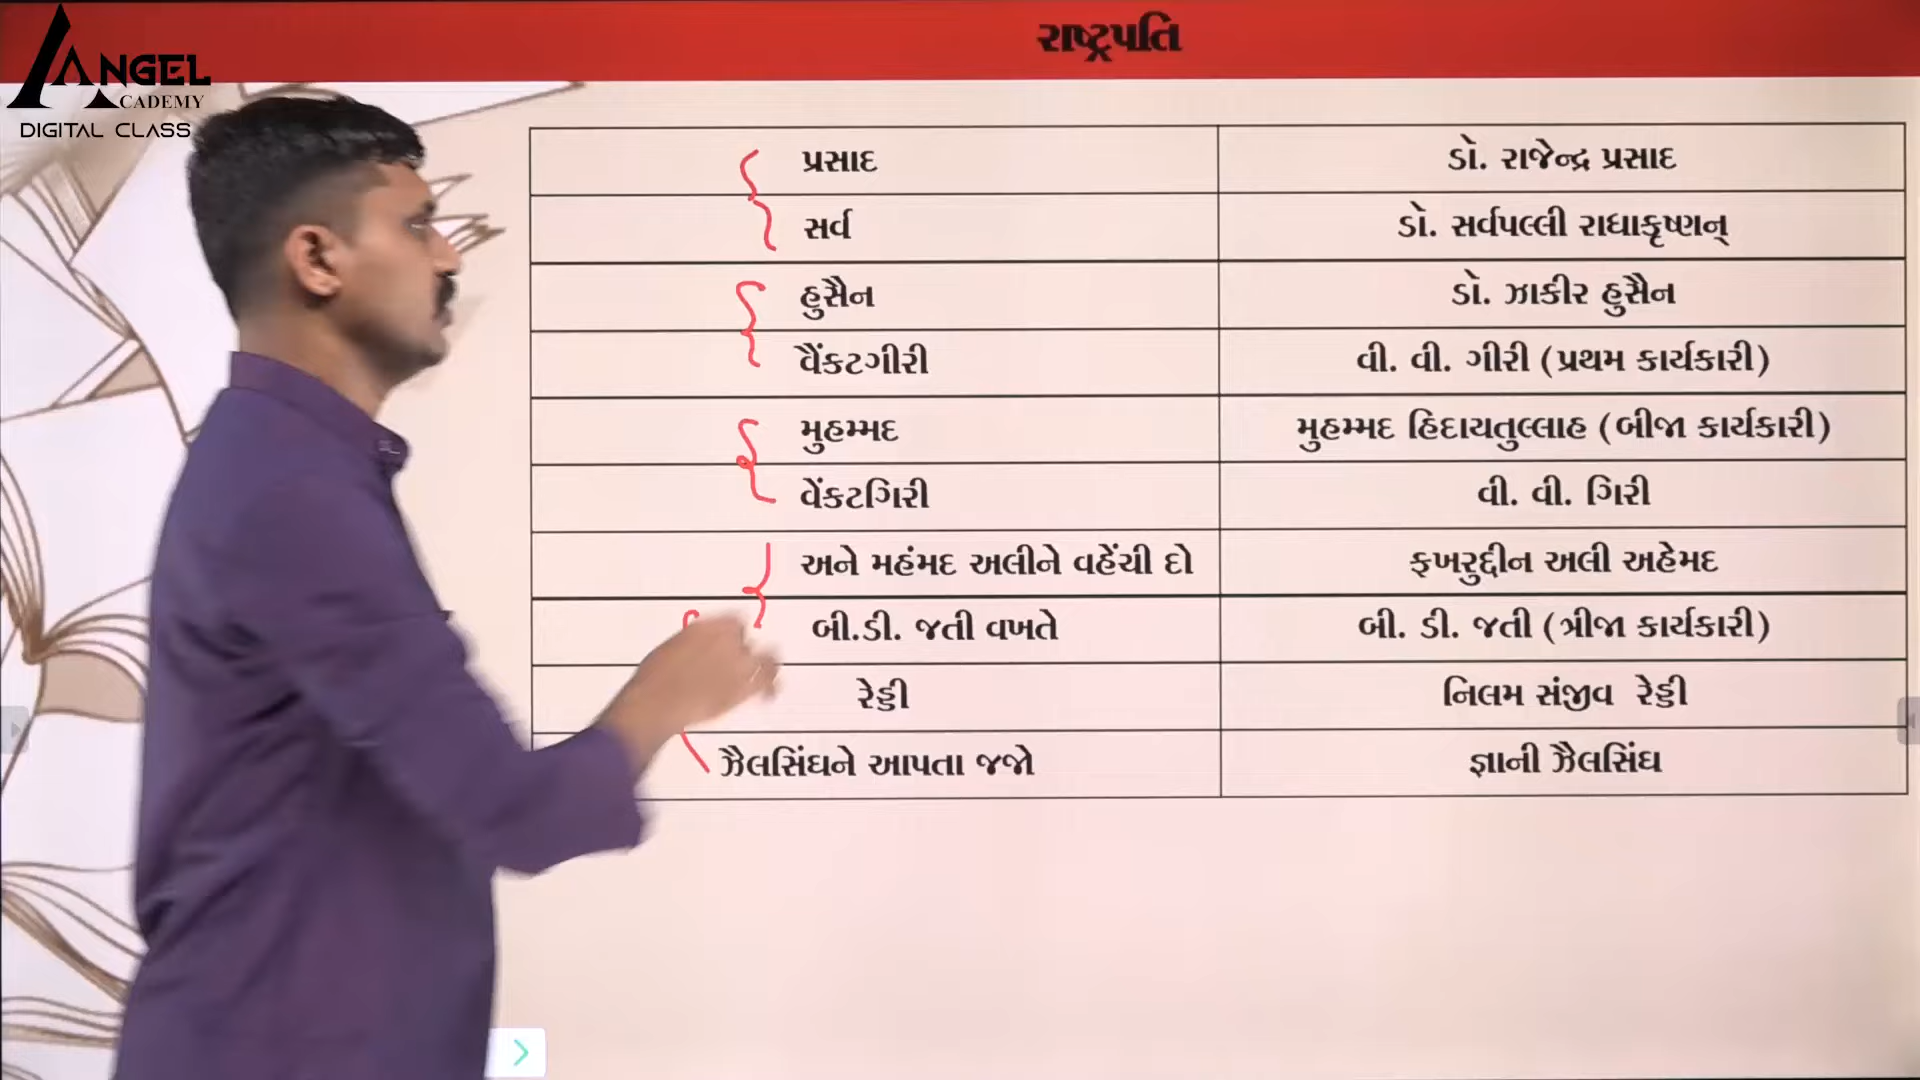 ANGEL
ACADEMY
DIGITAL CLASS
રાષ્ટ્રપતિ
પ્રસાદ ડો. રાજેન્દ્ર પ્રસાદ
સર્વ ડો. સર્વપલ્લી રાધાકૃષ્ણન્
હુસૈન ડો. ઝાકીર હુસૈન
વૈંકટગીરી વી. વી. ગીરી (પ્રથમ કાર્યકારી)
મુહમ્મદ મુહમ્મદ હિદાયતુલ્લાહ (બીજા કાર્યકારી)
વેંકટગિરી વી. વી. ગિરી
અને મહંમદ અલીને વહેંચી દો ફખરુદ્દીન અલી અહેમદ
બી.ડી. જતી વખતે બી. ડી. જતી (ત્રીજા કાર્યકારી)
રેડ્ડી નિલમ સંજીવ રેડ્ડી
ઝૈલસિંઘને આપતા જજો જ્ઞાની ઝૈલસિંઘ